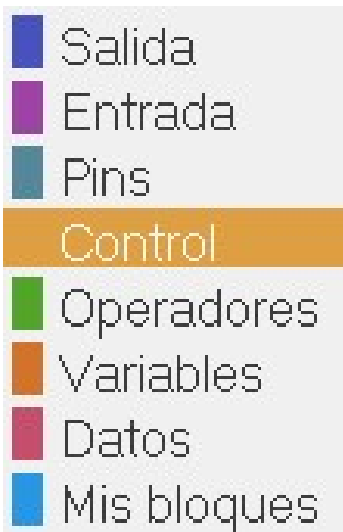 Salida
Entrada
Pins
Control
Operadores
Variables
Datos
Mis bloques